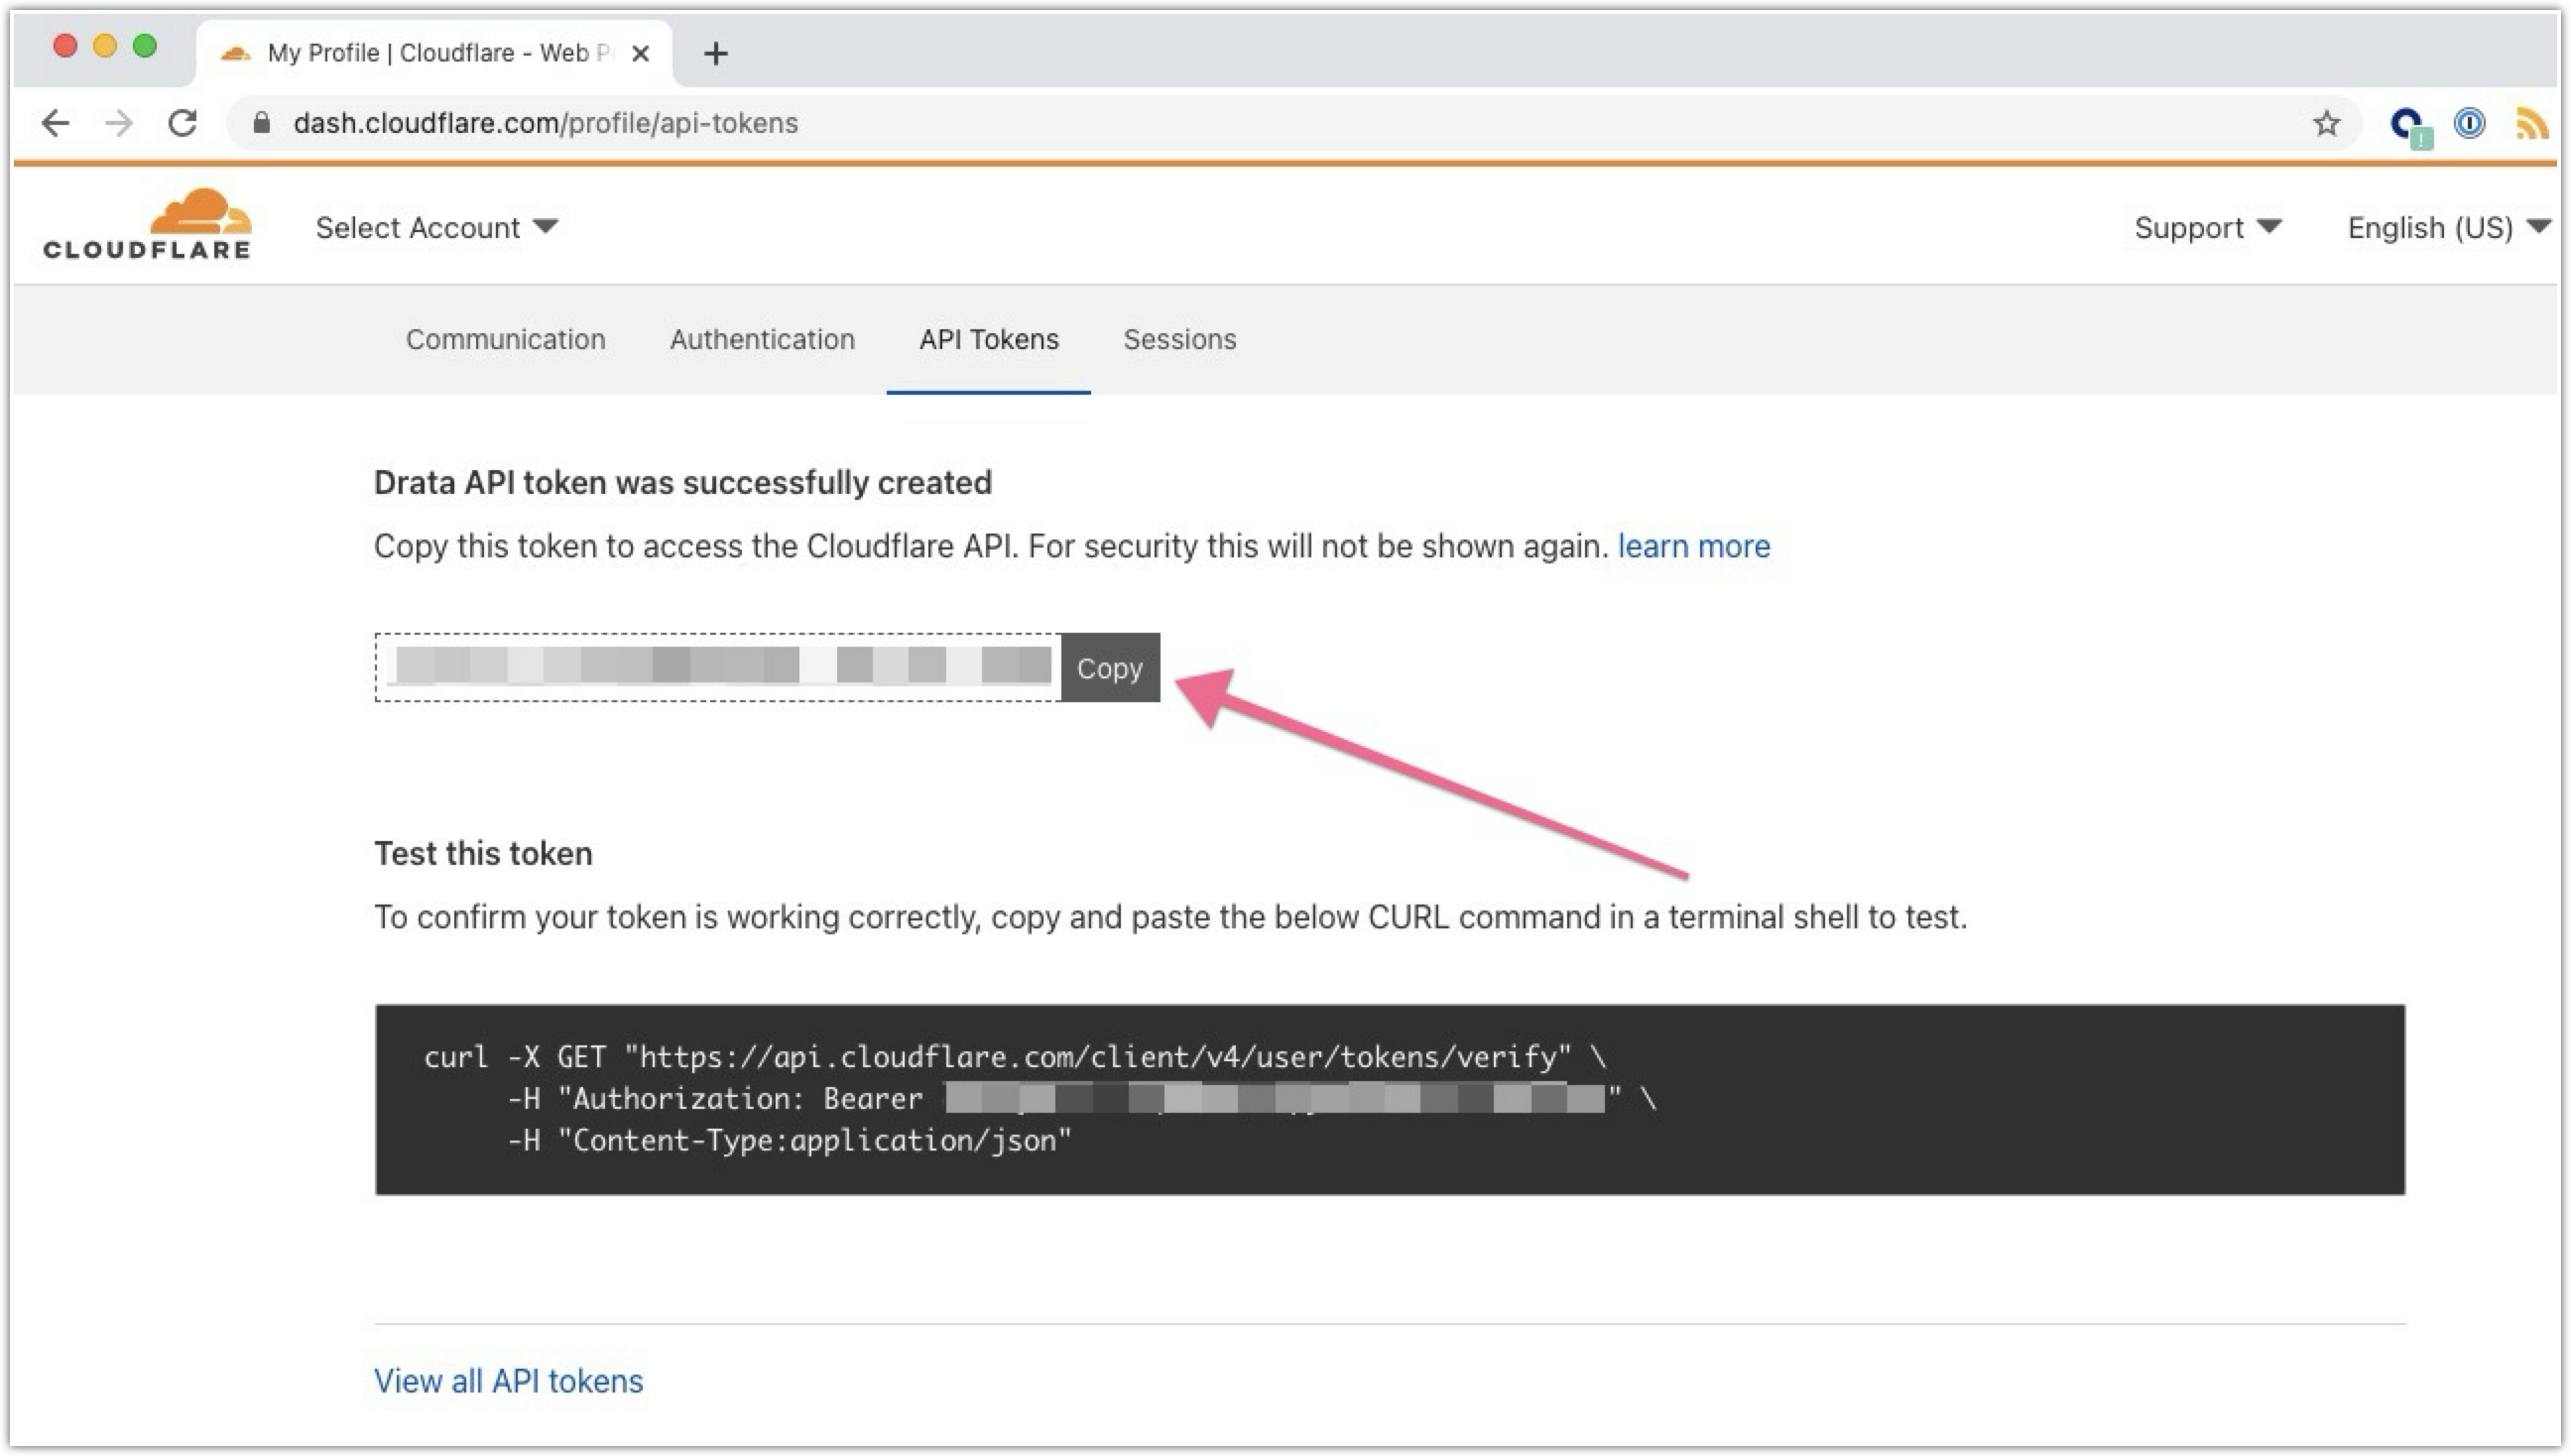 My Profile | Cloudflare - Web P
dash.cloudflare.com/profile/api-tokens
CLOUDFLARE
Select Account
Support
English (US)
Communication
Authentication
API Tokens
Sessions
Drata API token was successfully created
Copy this token to access the Cloudflare API. For security this will not be shown again. learn more
Copy
Test this token
To confirm your token is working correctly, copy and paste the below CURL command in a terminal shell to test.
curl -X GET "https://api.cloudflare.com/client/v4/user/tokens/verify" \
-H "Authorization: Bearer " \
-H "Content-Type:application/json"
View all API tokens